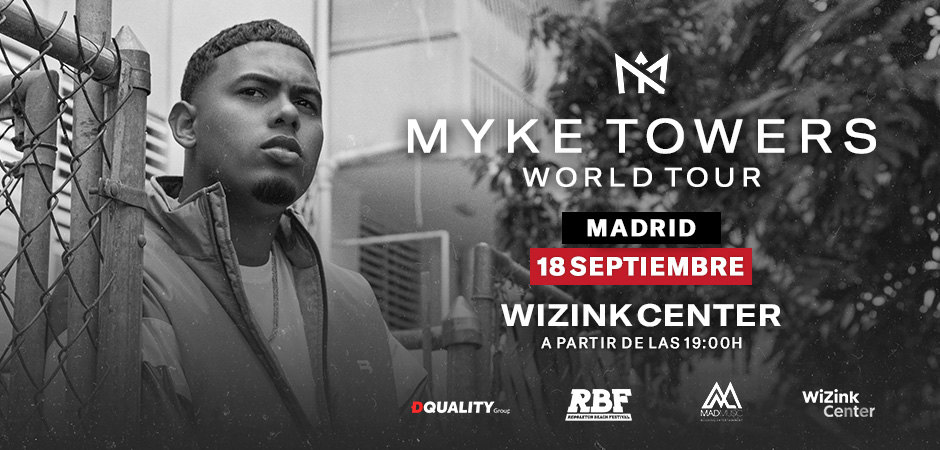 MYKE TOWERS
WORLD TOUR
MADRID
18 SEPTIEMBRE
WIZINK CENTER
A PARTIR DE LAS 19:00H
DQUALITY Group
RBF
REGGAETON BEACH FESTIVAL
MADMUSIC
WiZink
Center